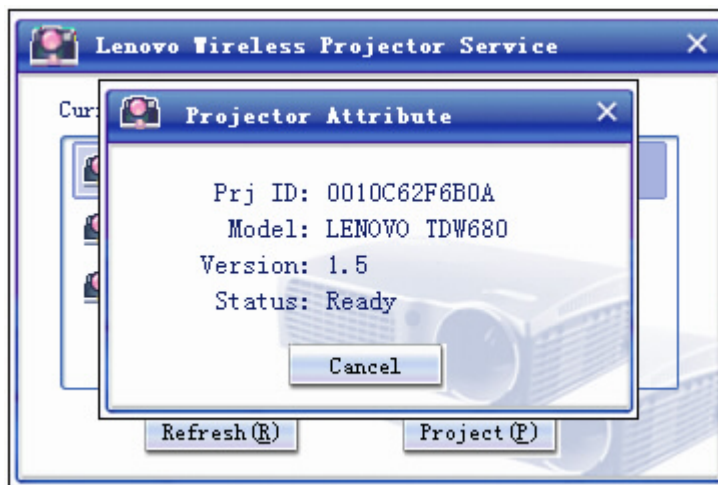 Lenovo Wireless Projector Service
Projector Attribute
Prj ID: 0010C62F6B0A
Model: LENOVO TDW680
Version: 1.5
Status: Ready
Cancel
Refresh(R)
Project(P)